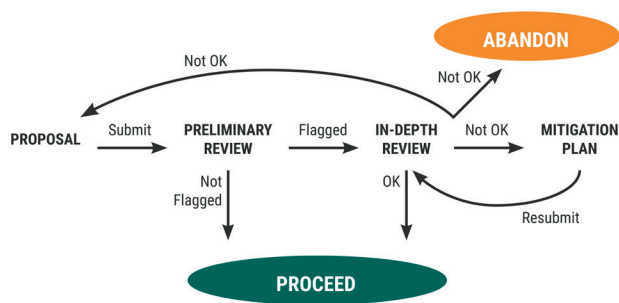 ABANDON
Not OK
Not OK
PROPOSAL
Submit
PRELIMINARY
REVIEW
Flagged
IN-DEPTH
REVIEW
Not OK
MITIGATION
PLAN
Not
Flagged
OK
Resubmit
PROCEED